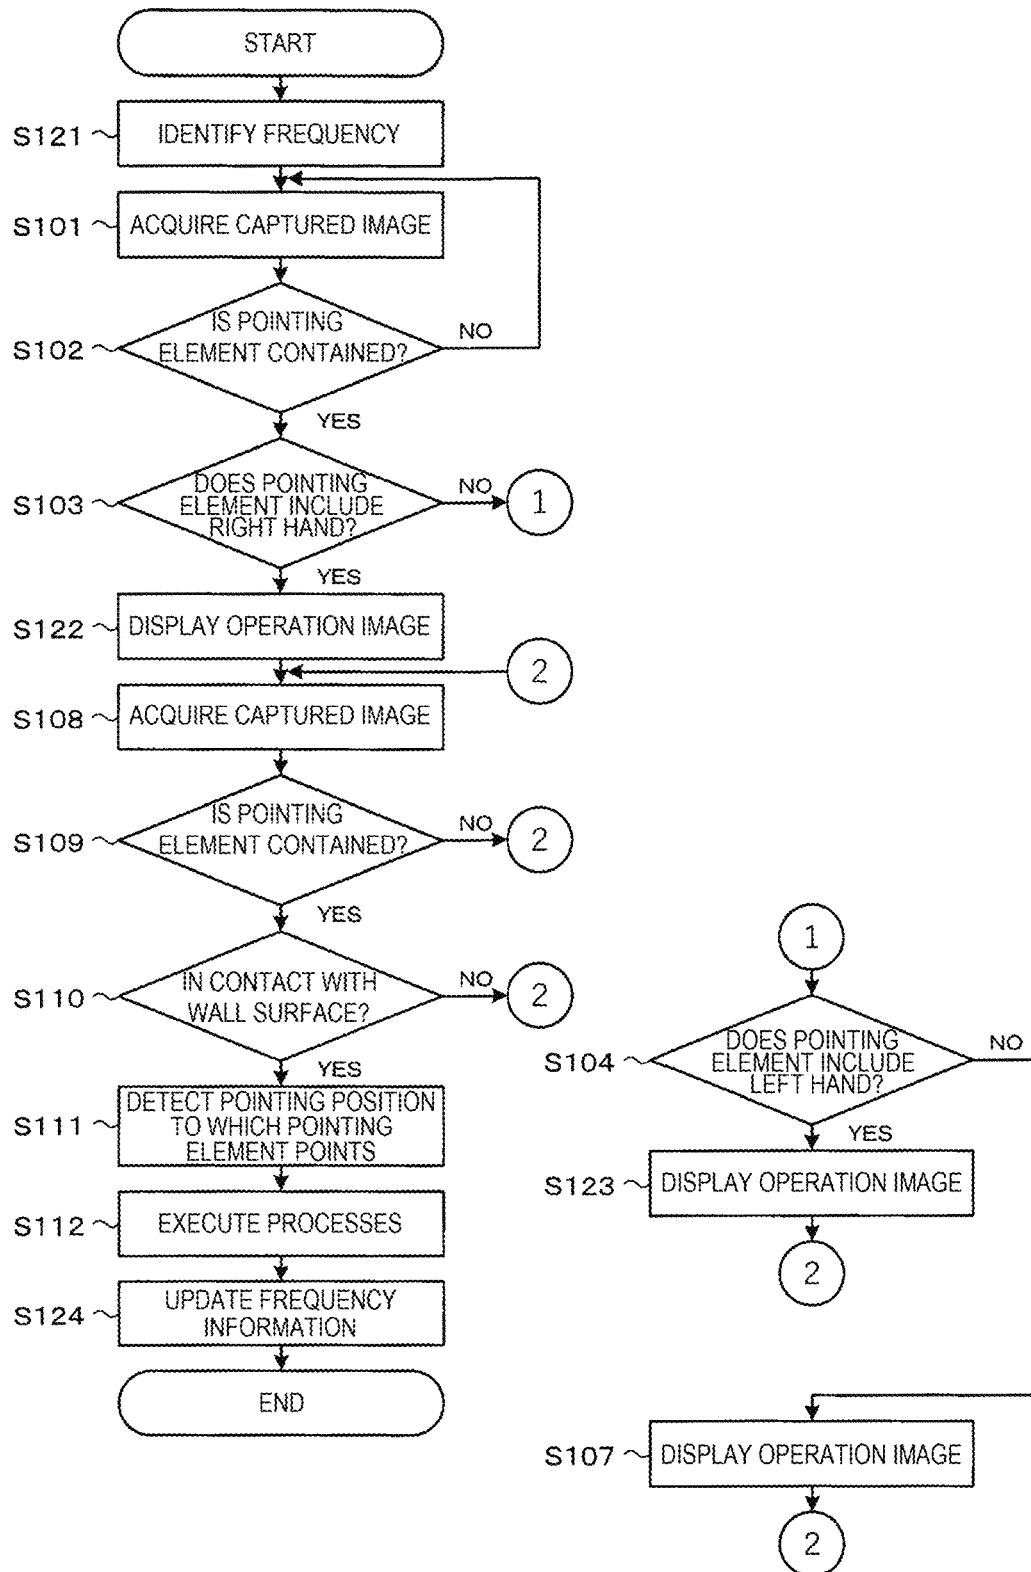 START
S121
IDENTIFY FREQUENCY
S101
ACQUIRE CAPTURED IMAGE
S102
IS POINTING
ELEMENT CONTAINED?
NO
YES
S103
DOES POINTING
ELEMENT INCLUDE
RIGHT HAND?
NO
1
YES
S122
DISPLAY OPERATION IMAGE
2
S108
ACQUIRE CAPTURED IMAGE
S109
IS POINTING
ELEMENT CONTAINED?
NO
2
YES
S110
IN CONTACT WITH
WALL SURFACE?
NO
2
YES
S111
DETECT POINTING POSITION
TO WHICH POINTING
ELEMENT POINTS
S112
EXECUTE PROCESSES
S124
UPDATE FREQUENCY
INFORMATION
END
1
S104
DOES POINTING
ELEMENT INCLUDE
LEFT HAND?
NO
YES
S123
DISPLAY OPERATION IMAGE
2
S107
DISPLAY OPERATION IMAGE
2